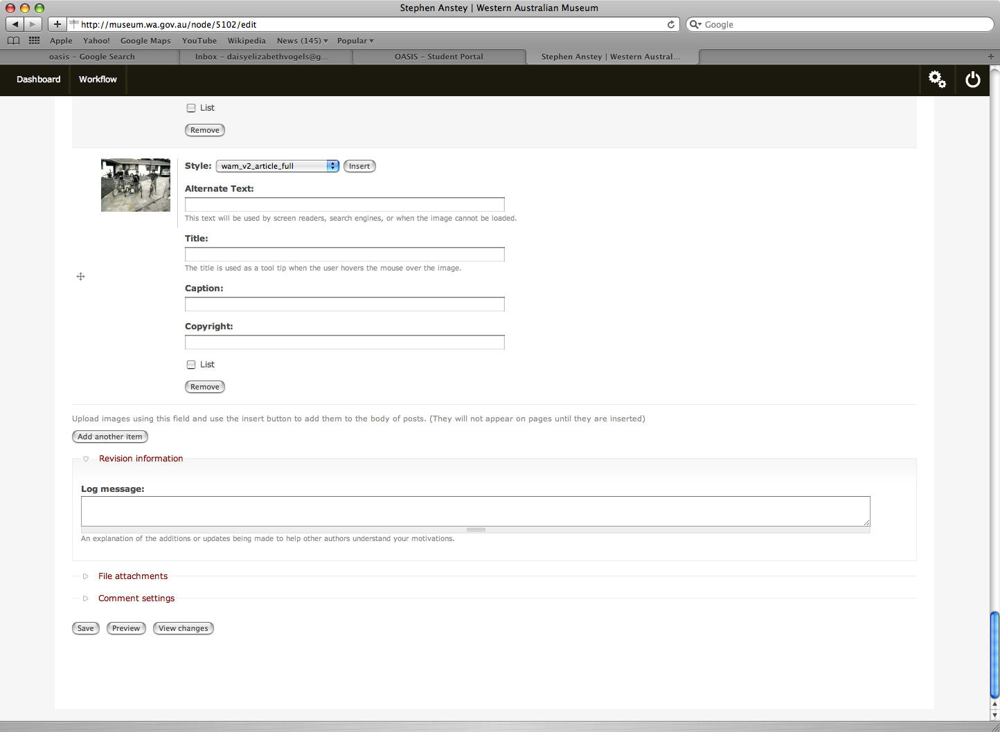 Stephen Anstey | Western Australian Museum
http://museum.wa.gov.au/node/5102/edit
Google
Apple Yahoo! Google Maps YouTube Wikipedia News (145) Popular
oasis – Google Search Inbox – daisyelizabethvogels@g... OASIS – Student Portal Stephen Anstey | Western Austral...
Dashboard Workflow
List
Remove
Style: wam_v2_article_full Insert
Alternate Text:
This text will be used by screen readers, search engines, or when the image cannot be loaded.
Title:
The title is used as a tool tip when the user hovers the mouse over the image.
Caption:
Copyright:
List
Remove
Upload images using this field and use the insert button to add them to the body of posts. (They will not appear on pages until they are inserted)
Add another item
Revision information
Log message:
An explanation of the additions or updates being made to help other authors understand your motivations.
File attachments
Comment settings
Save Preview View changes